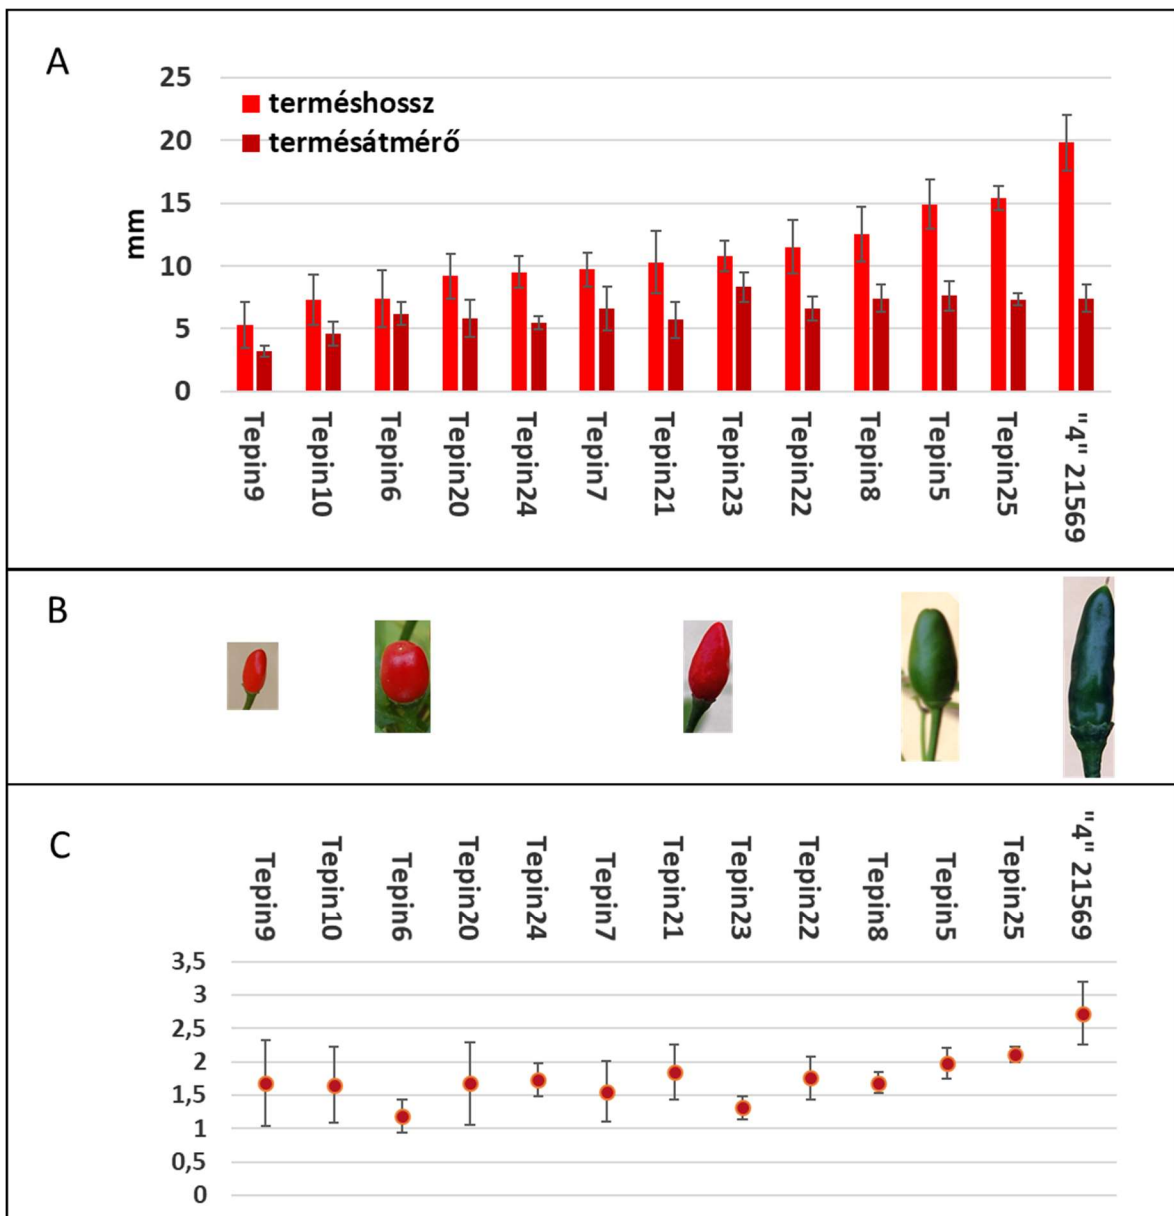 A
25
terméshossz
termésátmérő
20
15
mm
10
5
0
Tepin9
Tepin10
Tepin6
Tepin20
Tepin24
Tepin7
Tepin21
Tepin23
Tepin22
Tepin8
Tepin5
Tepin25
"4" 21569
B
C
Tepin9
Tepin10
Tepin6
Tepin20
Tepin24
Tepin7
Tepin21
Tepin23
Tepin22
Tepin8
Tepin5
Tepin25
"4" 21569
3,5
3
2,5
2
1,5
1
0,5
0